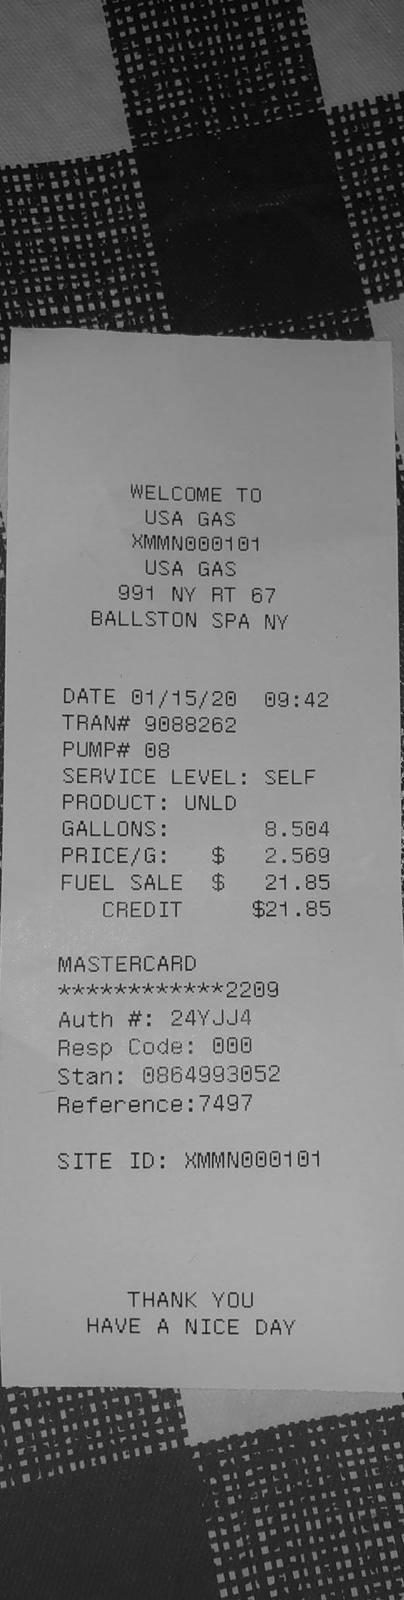 WELCOME TO
USA GAS
XMMN000101
USA GAS
991 NY RT 67
BALLSTON SPA NY
DATE 01/15/20 09:42
TRAN# 9088262
PUMP# 08
SERVICE LEVEL: SELF
PRODUCT: UNLD
GALLONS: 8.504
PRICE/G: $ 2.569
FUEL SALE $ 21.85
CREDIT $21.85
MASTERCARD
************2209
Auth #: 24YJJ4
Resp Code: 000
Stan: 0864993052
Reference:7497
SITE ID: XMMN000101
THANK YOU
HAVE A NICE DAY